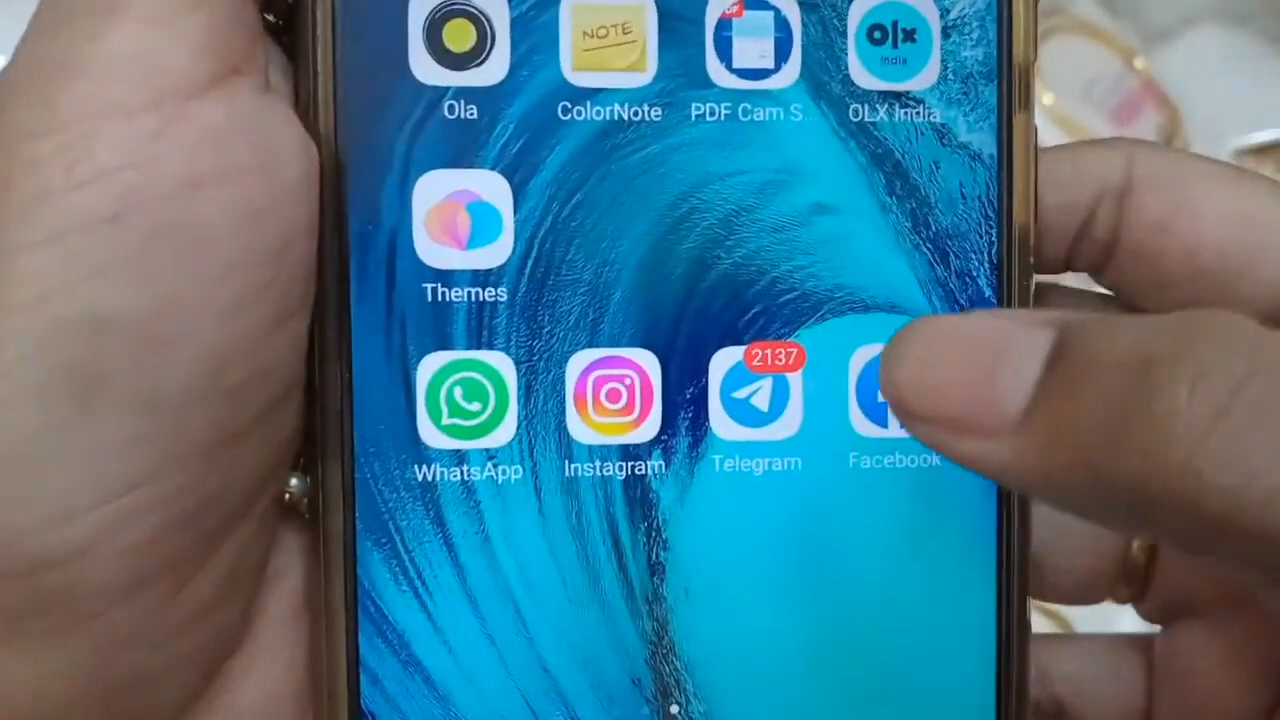 NOTE
olx
india
Ola
ColorNote
PDF Cam S...
OLX India
Themes
2137
WhatsApp
Instagram
Telegram
Facebook